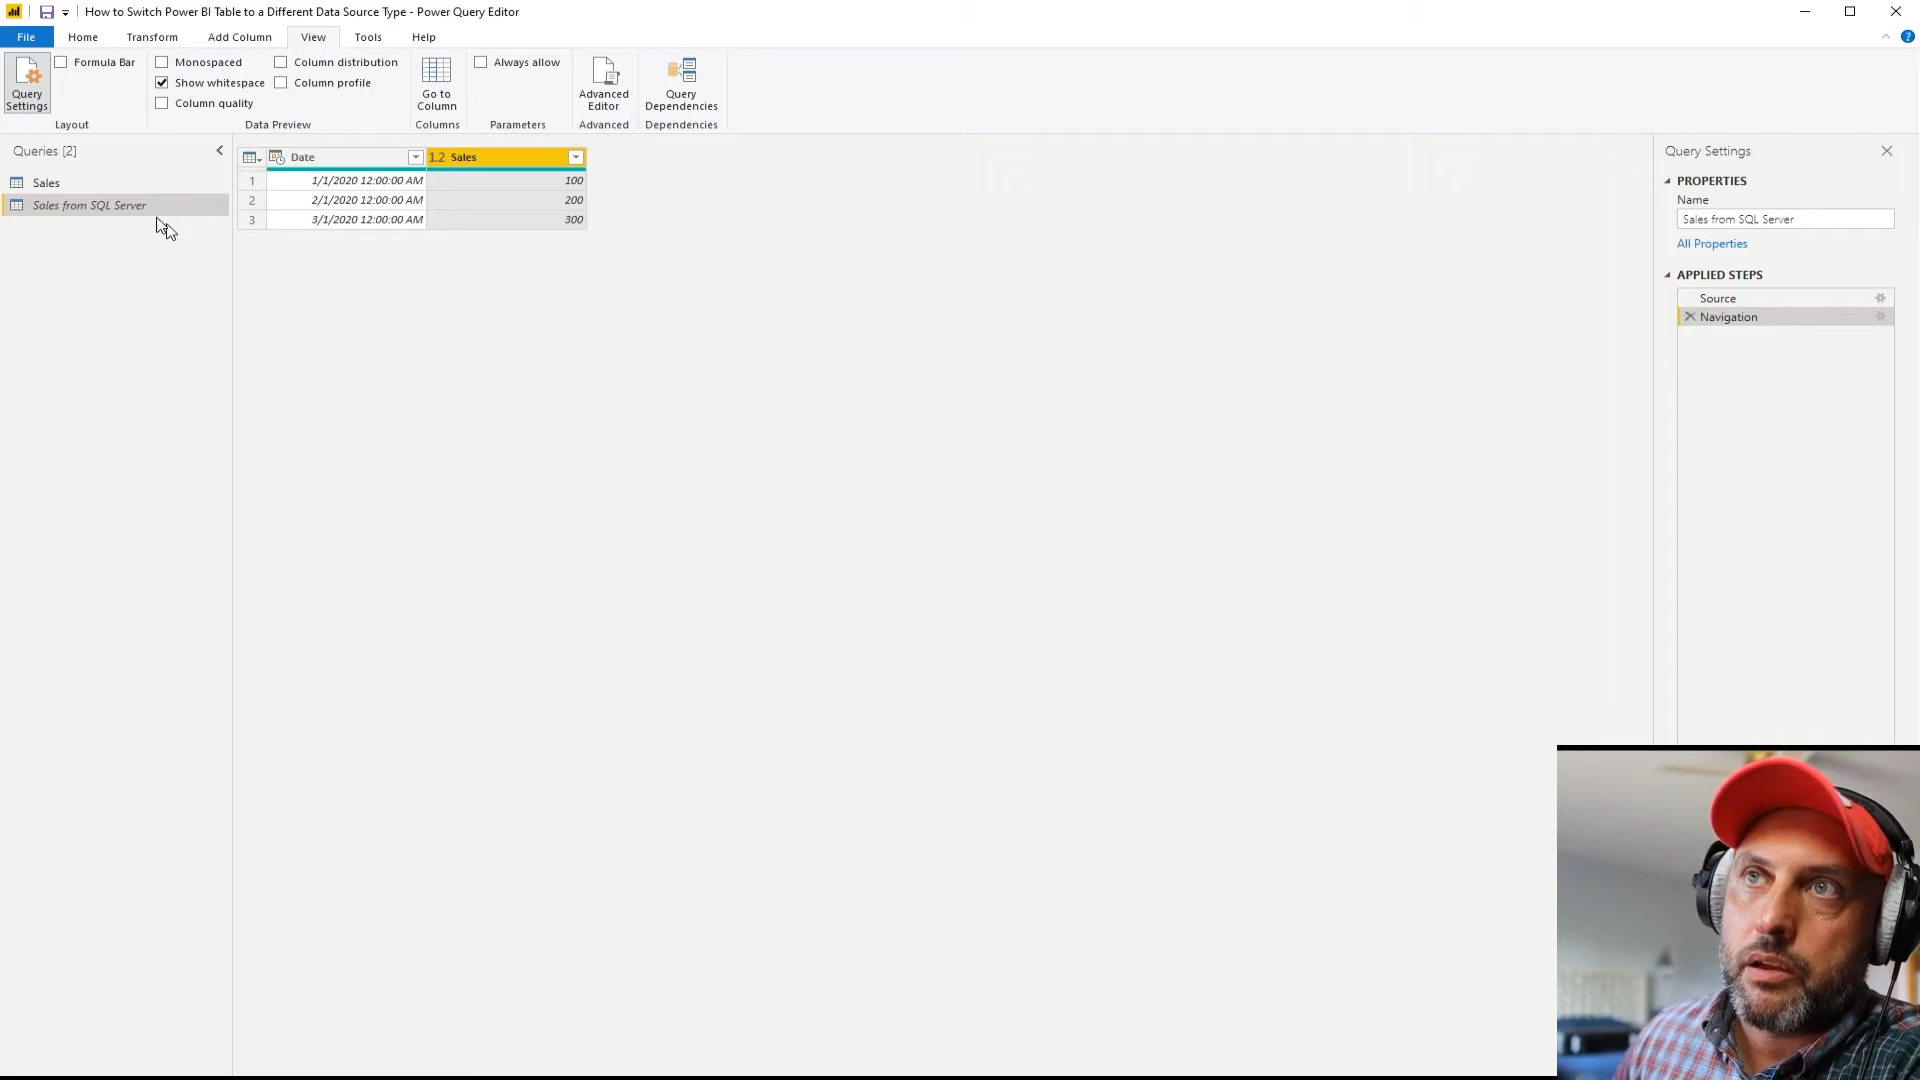 How to Switch Power BI Table to a Different Data Source Type - Power Query Editor
File Home Transform Add Column View Tools Help
Query Settings
Formula Bar
Layout
Monospaced
Show whitespace
Column quality
Column distribution
Column profile
Data Preview
Go to Column
Columns
Always allow
Parameters
Advanced Editor
Advanced
Query Dependencies
Dependencies
Queries [2]
Sales
Sales from SQL Server
Date 1.2 Sales
1 1/1/2020 12:00:00 AM 100
2 2/1/2020 12:00:00 AM 200
3 3/1/2020 12:00:00 AM 300
Query Settings
PROPERTIES
Name
Sales from SQL Server
All Properties
APPLIED STEPS
Source
Navigation